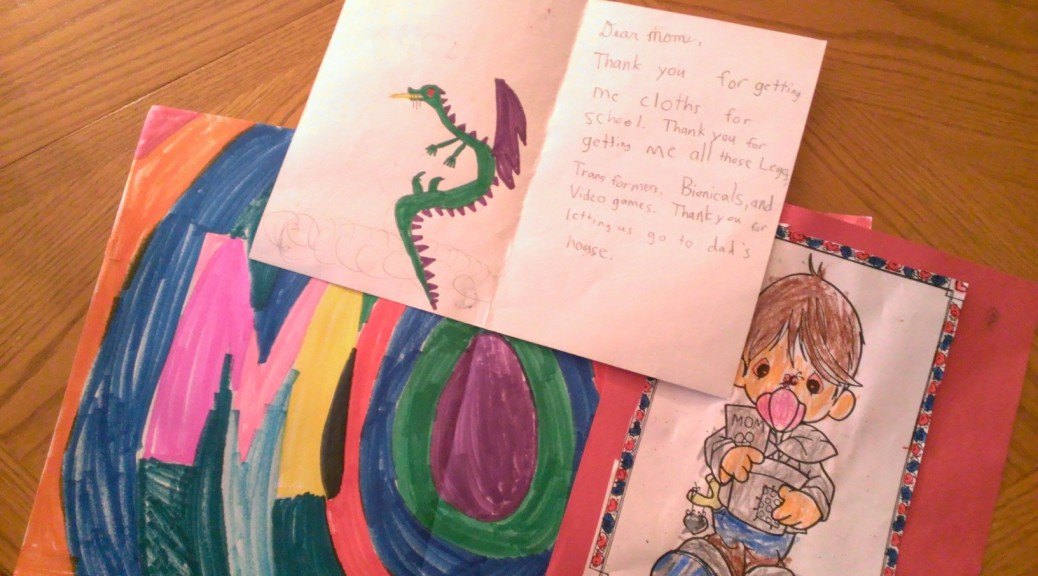 Dear mom,
Thank you for getting
me cloths for
school. Thank you for
getting me all those Legos,
Transformers, Bionicals, and
Video games. Thank you for
letting us go to dad's
house.
MO
MOM